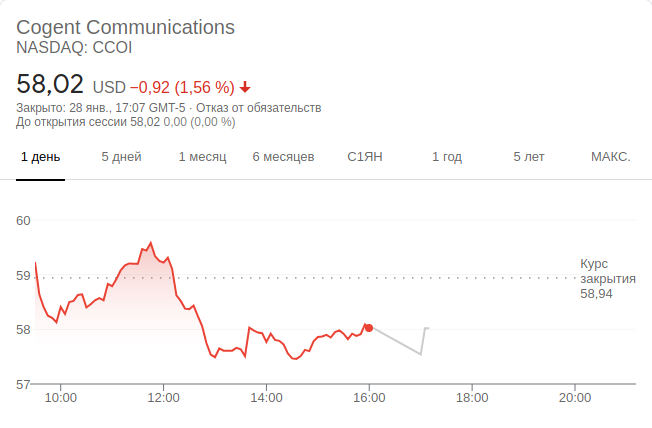 Cogent Communications
NASDAQ: CCOI
58,02 USD −0,92 (1,56 %)
Закрыто: 28 янв., 17:07 GMT-5 · Отказ от обязательств
До открытия сессии 58,02 0,00 (0,00 %)
1 день 5 дней 1 месяц 6 месяцев С1ЯН 1 год 5 лет МАКС.
60
59
58
57
Курс
закрытия
58,94
10:00 12:00 14:00 16:00 18:00 20:00